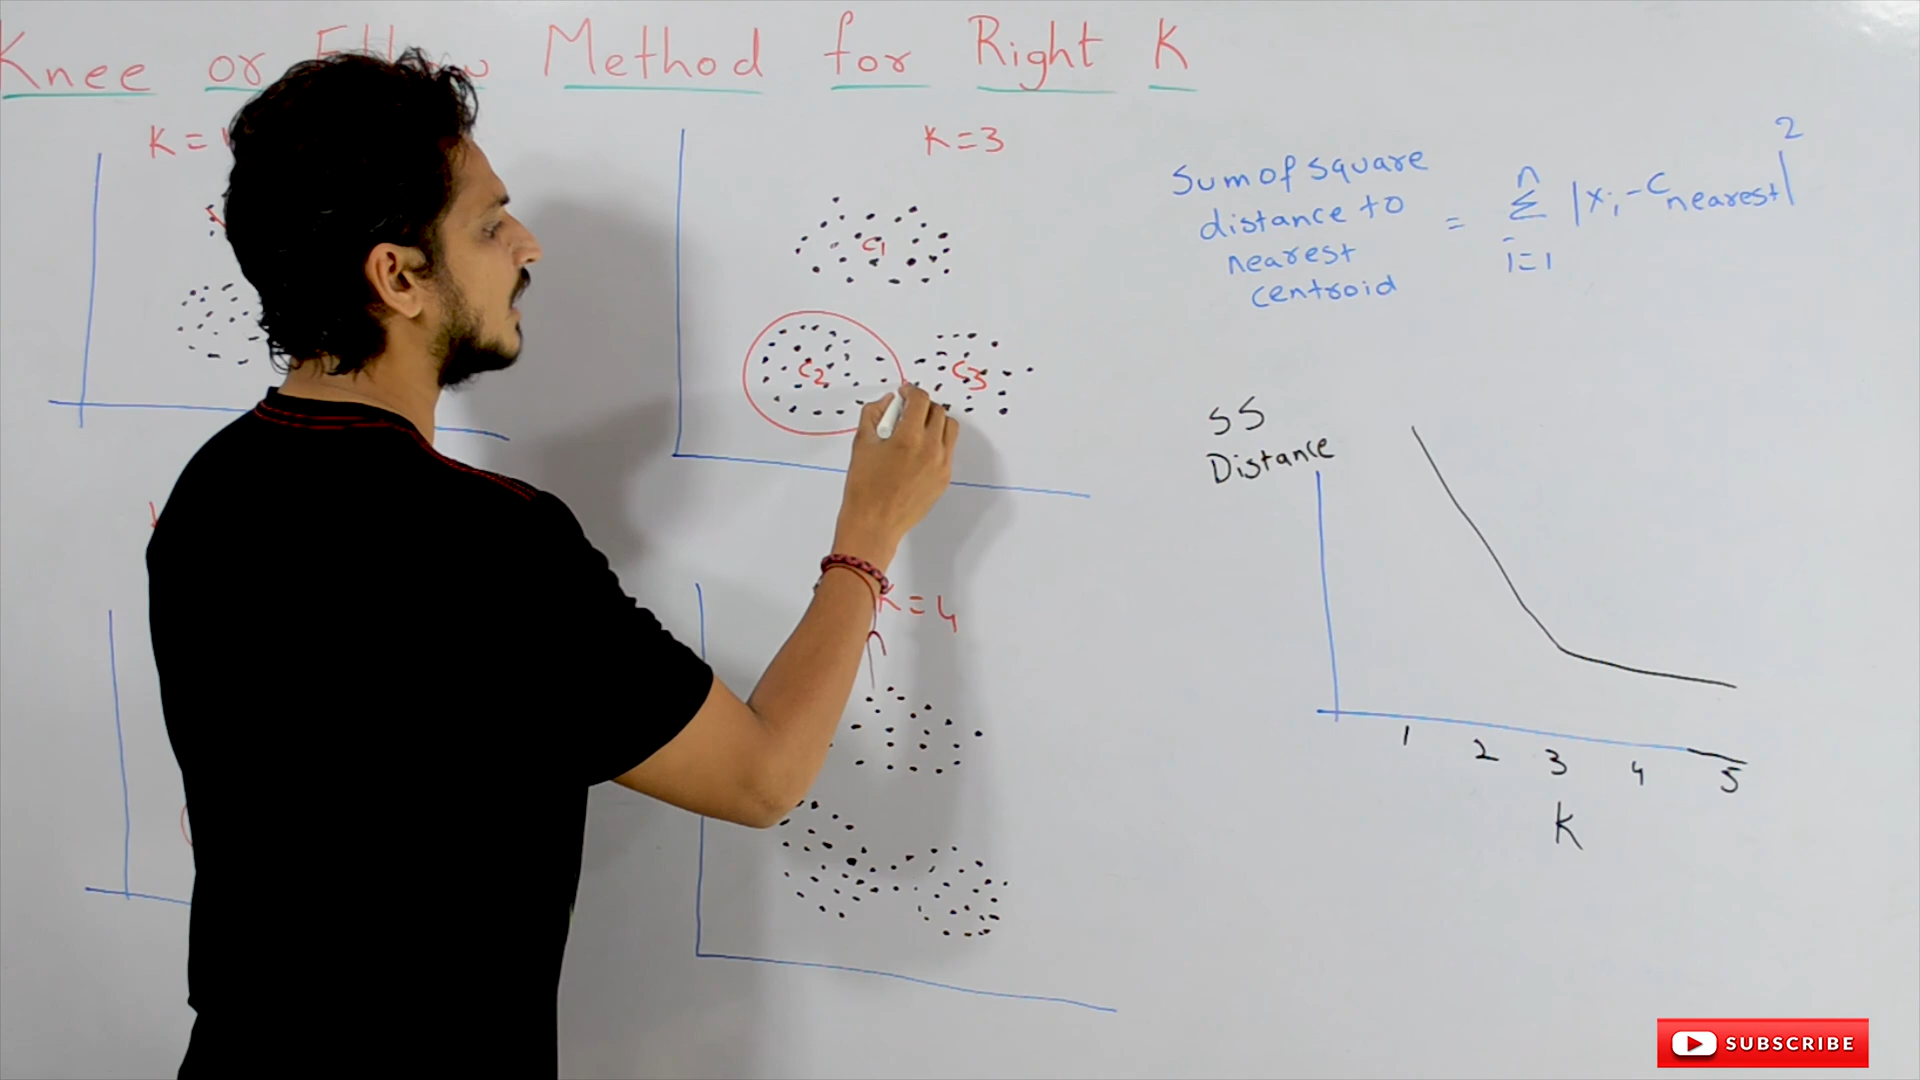 Knee or Method for Right K
K =
K=3
C1
C2
C3
K=4
Sum of square
distance to
nearest
centroid
= n Σ i=1 |xi - Cnearest|2
SS
Distance
1 2 3 4 5
K
SUBSCRIBE